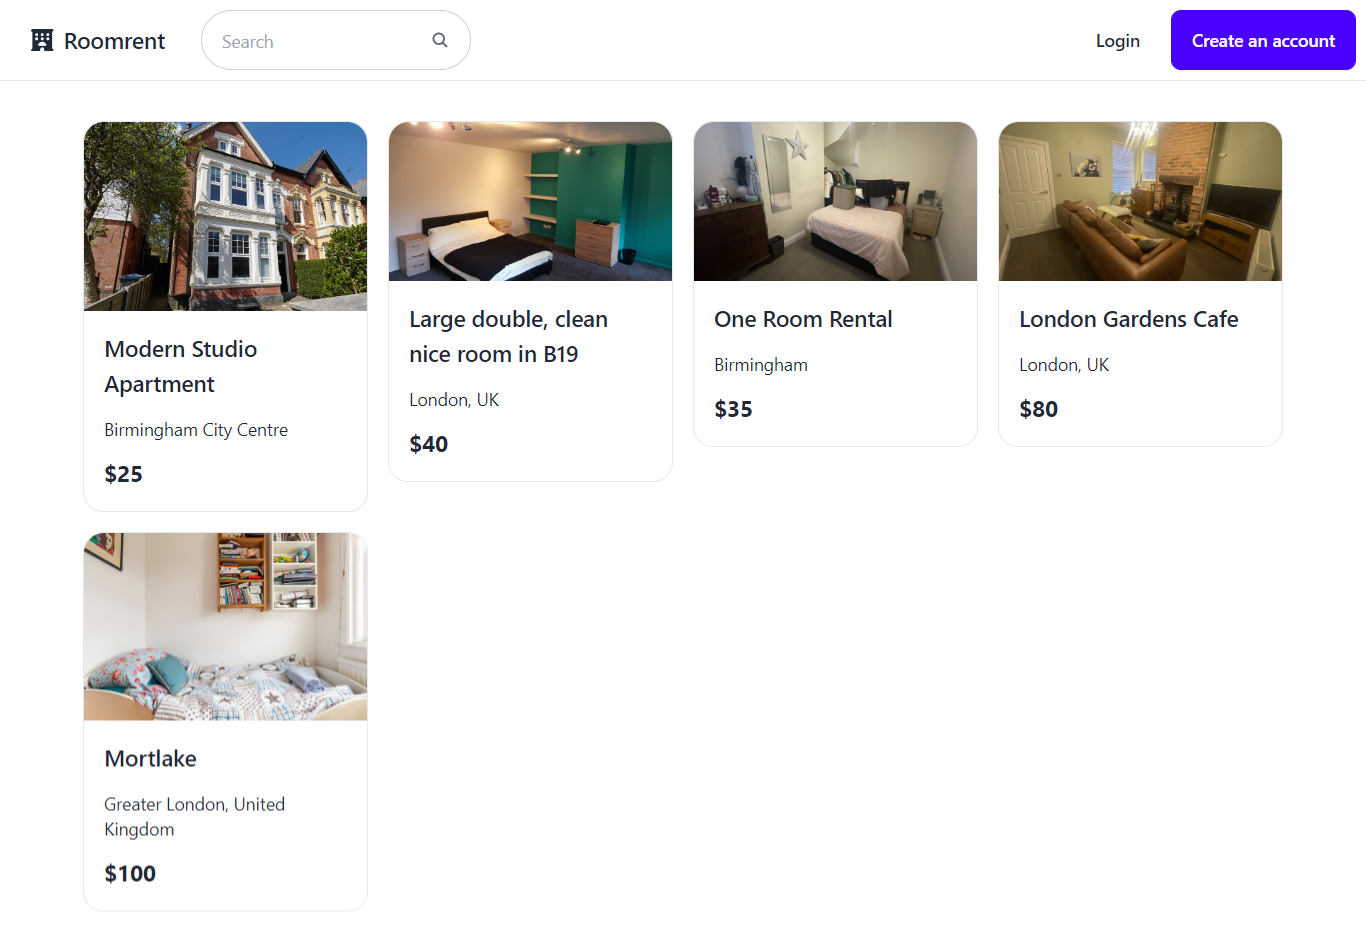 Roomrent
Search
Login
Create an account
Modern Studio
Apartment
Birmingham City Centre
$25
Large double, clean
nice room in B19
London, UK
$40
One Room Rental
Birmingham
$35
London Gardens Cafe
London, UK
$80
Mortlake
Greater London, United
Kingdom
$100